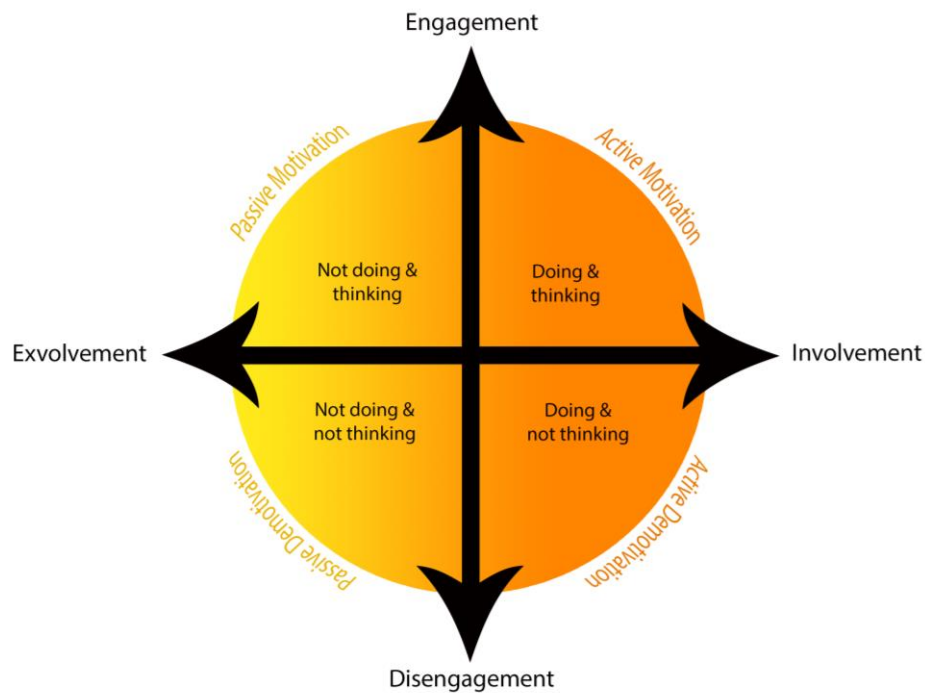 Engagement
Passive Motivation
Active Motivation
Not doing &
thinking
Doing &
thinking
Exvolvement
Involvement
Not doing &
not thinking
Doing &
not thinking
Passive Demotivation
Active Demotivation
Disengagement